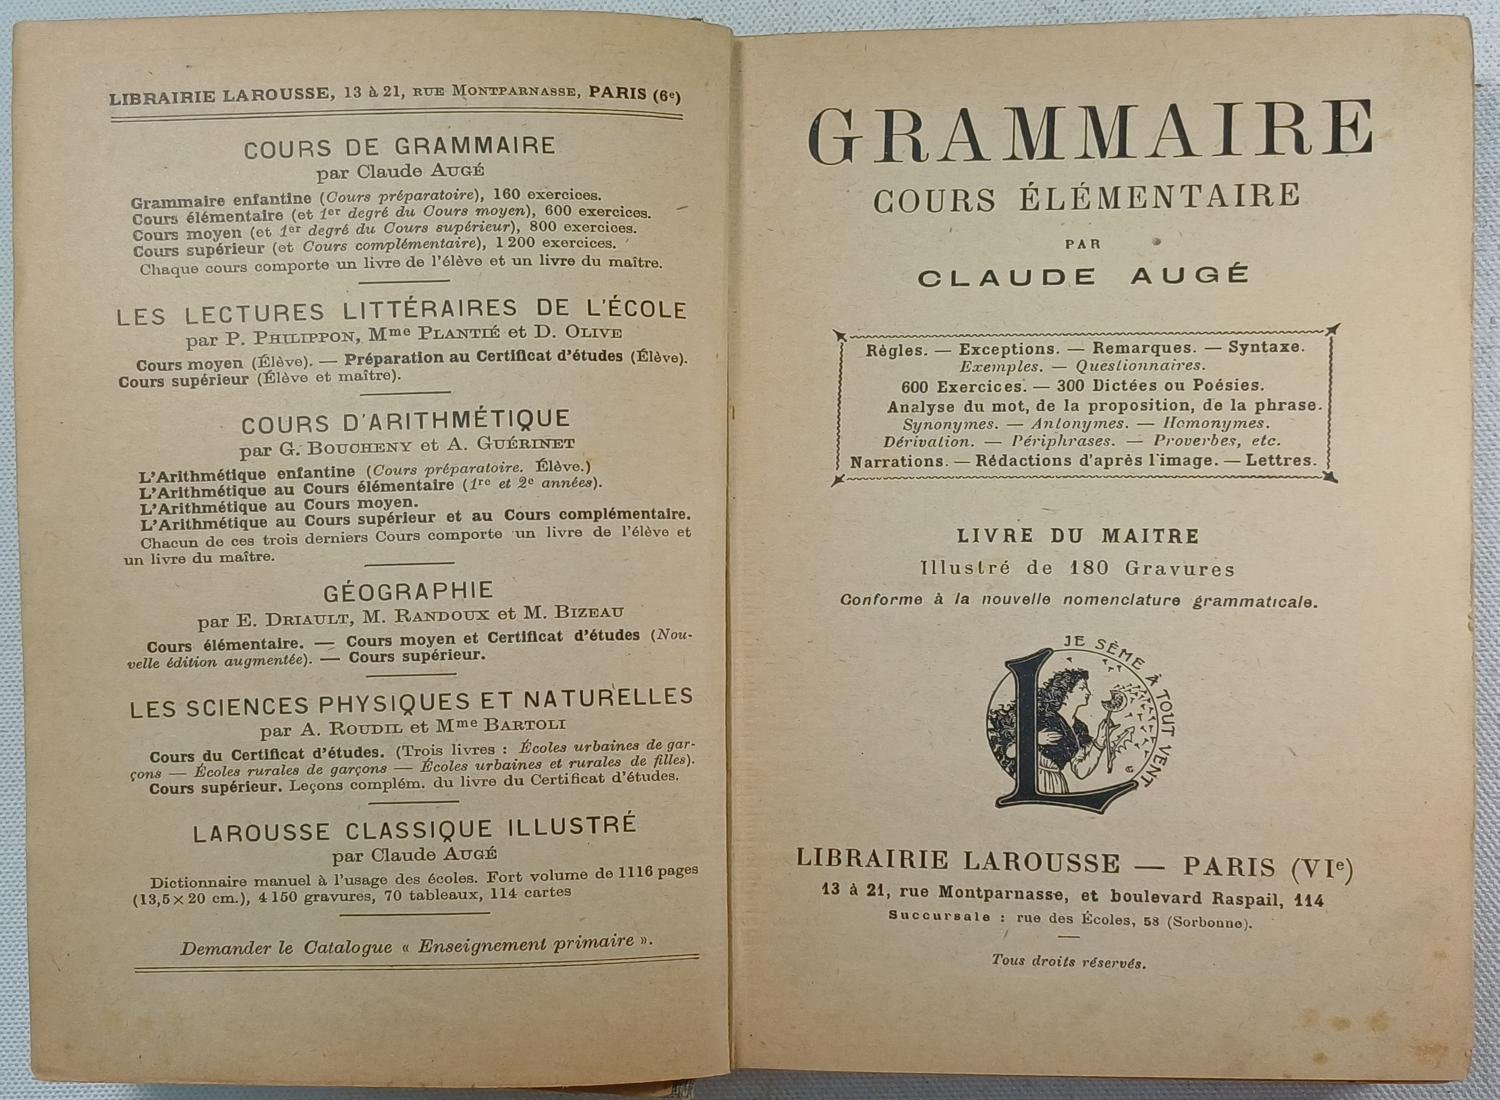 LIBRAIRIE LAROUSSE, 13 à 21, RUE MONTPARNASSE, PARIS (6e)
COURS DE GRAMMAIRE
par Claude AUGÉ
Grammaire enfantine (Cours préparatoire), 160 exercices.
Cours élémentaire (et 1er degré du Cours moyen), 600 exercices.
Cours moyen (et 1er degré du Cours supérieur), 800 exercices.
Cours supérieur (et Cours complémentaire), 1 200 exercices.
Chaque cours comporte un livre de l'élève et un livre du maître.
LES LECTURES LITTÉRAIRES DE L'ÉCOLE
par P. PHILIPPON, Mme PLANTIÉ et D. OLIVE
Cours moyen (Élève). — Préparation au Certificat d'études (Élève).
Cours supérieur (Élève et maître).
COURS D'ARITHMÉTIQUE
par G. BOUCHENY et A. GUÉRINET
L'Arithmétique enfantine (Cours préparatoire. Élève.)
L'Arithmétique au Cours élémentaire (1re et 2e années).
L'Arithmétique au Cours moyen.
L'Arithmétique au Cours supérieur et au Cours complémentaire.
Chacun de ces trois derniers Cours comporte un livre de l'élève et
un livre du maître.
GÉOGRAPHIE
par E. DRIAULT, M. RANDOUX et M. BIZEAU
Cours élémentaire. — Cours moyen et Certificat d'études (Nou-
velle édition augmentée). — Cours supérieur.
LES SCIENCES PHYSIQUES ET NATURELLES
par A. ROUDIL et Mme BARTOLI
Cours du Certificat d'études. (Trois livres : Écoles urbaines de gar-
çons — Écoles rurales de garçons — Écoles urbaines et rurales de filles).
Cours supérieur. Leçons complém. du livre du Certificat d'études.
LAROUSSE CLASSIQUE ILLUSTRÉ
par Claude AUGÉ
Dictionnaire manuel à l'usage des écoles. Fort volume de 1116 pages
(13,5 × 20 cm.), 4 150 gravures, 70 tableaux, 114 cartes
Demander le Catalogue « Enseignement primaire ».
GRAMMAIRE
COURS ÉLÉMENTAIRE
PAR
CLAUDE AUGÉ
Règles. — Exceptions. — Remarques. — Syntaxe.
Exemples. — Questionnaires.
600 Exercices. — 300 Dictées ou Poésies.
Analyse du mot, de la proposition, de la phrase.
Synonymes. — Antonymes. — Homonymes.
Dérivation. — Périphrases. — Proverbes, etc.
Narrations. — Rédactions d'après l'image. — Lettres.
LIVRE DU MAITRE
Illustré de 180 Gravures
Conforme à la nouvelle nomenclature grammaticale.
JE SÈME À TOUT VENT
L
LIBRAIRIE LAROUSSE — PARIS (VIe)
13 à 21, rue Montparnasse, et boulevard Raspail, 114
Succursale : rue des Écoles, 58 (Sorbonne).
Tous droits réservés.